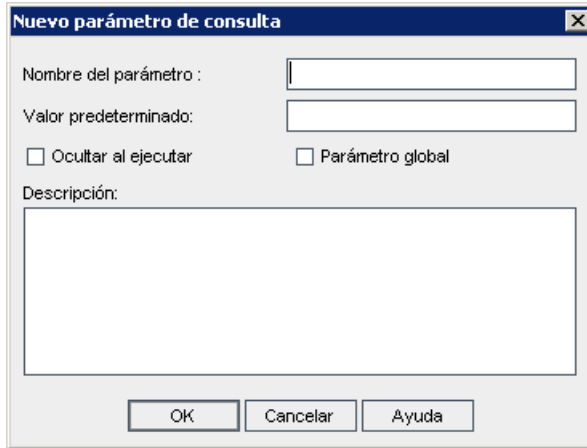 Nuevo parámetro de consulta
Nombre del parámetro :
Valor predeterminado:
Ocultar al ejecutar Parámetro global
Descripción:
OK Cancelar Ayuda